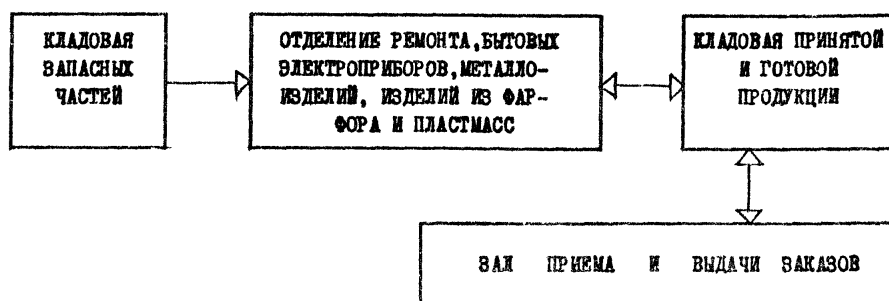 КЛАДОВАЯ
ЗАПАСНЫХ
ЧАСТЕЙ
ОТДЕЛЕНИЕ РЕМОНТА,БЫТОВЫХ
ЭЛЕКТРОПРИБОРОВ,МЕТАЛЛО-
ИЗДЕЛИЙ, ИЗДЕЛИЙ ИЗ ФАР-
ФОРА И ПЛАСТМАСС
КЛАДОВАЯ ПРИНЯТОЙ
И ГОТОВОЙ
ПРОДУКЦИИ
ЗАЛ ПРИЕМА И ВЫДАЧИ ЗАКАЗОВ